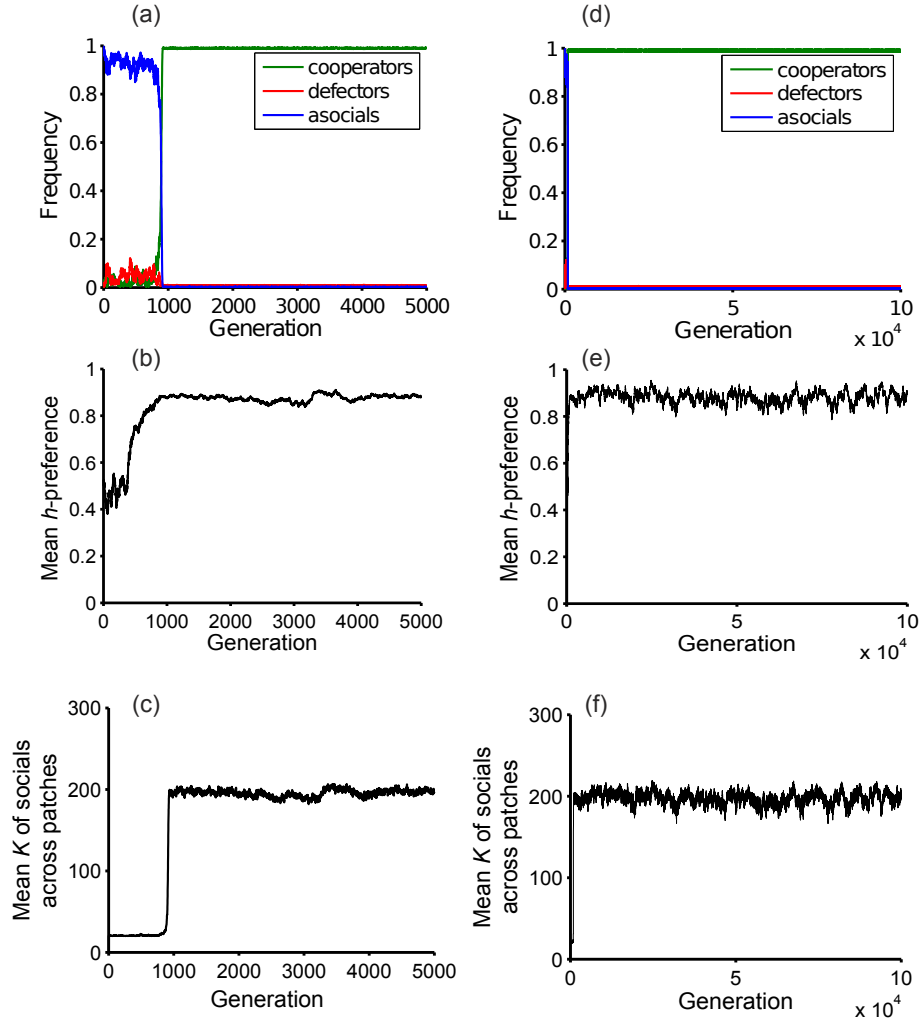 (a)
1
0.8
0.6
0.4
0.2
0
Frequency
cooperators
defectors
asocials
0 1000 2000 3000 4000 5000
Generation
(d)
1
0.8
0.6
0.4
0.2
0
Frequency
cooperators
defectors
asocials
0 5 10
Generation
x 10⁴
(b)
1
0.8
0.6
0.4
0.2
0
Mean h-preference
0 1000 2000 3000 4000 5000
Generation
(e)
1
0.8
0.6
0.4
0.2
0
Mean h-preference
0 5 10
Generation
x 10⁴
(c)
300
200
100
0
Mean K of socials
across patches
0 1000 2000 3000 4000 5000
Generation
(f)
300
200
100
0
Mean K of socials
across patches
0 5 10
Generation
x 10⁴